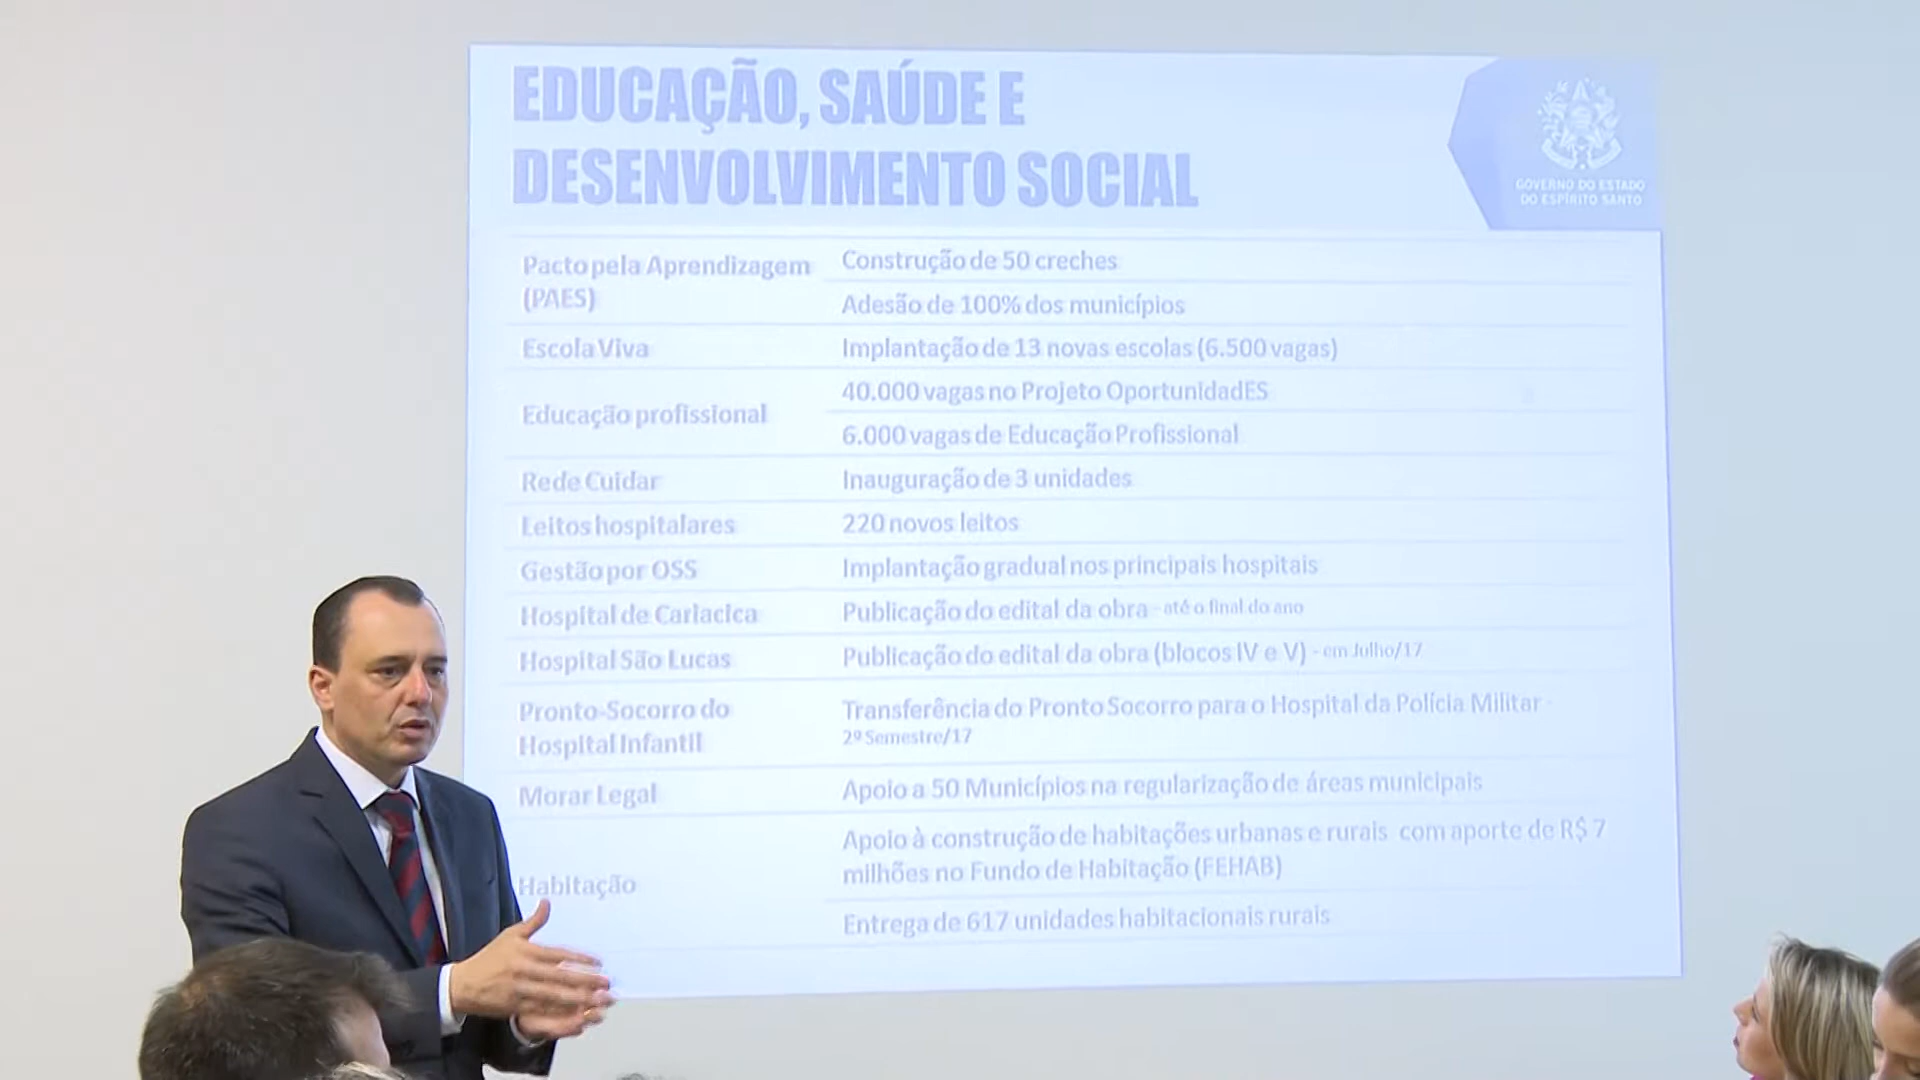 EDUCAÇÃO, SAÚDE E
DESENVOLVIMENTO SOCIAL
GOVERNO DO ESTADO
DO ESPÍRITO SANTO
Pacto pela Aprendizagem
(PAES)
Construção de 50 creches
Adesão de 100% dos municípios
Escola Viva
Implantação de 13 novas escolas (6.500 vagas)
Educação profissional
40.000 vagas no Projeto OportunidadES
6.000 vagas de Educação Profissional
Rede Cuidar
Inauguração de 3 unidades
Leitos hospitalares
220 novos leitos
Gestão por OSS
Implantação gradual nos principais hospitais
Hospital de Cariacica
Publicação do edital da obra - até o final do ano
Hospital São Lucas
Publicação do edital da obra (blocos IV e V) - em Julho/17
Pronto-Socorro do
Hospital Infantil
Transferência do Pronto Socorro para o Hospital da Polícia Militar -
2º Semestre/17
Morar Legal
Apoio a 50 Municípios na regularização de áreas municipais
Habitação
Apoio à construção de habitações urbanas e rurais com aporte de R$ 7
milhões no Fundo de Habitação (FEHAB)
Entrega de 617 unidades habitacionais rurais